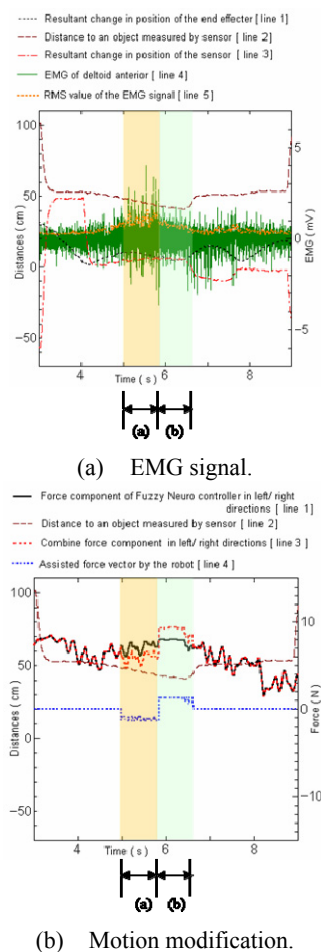 Resultant change in position of the end effecter [ line 1 ]
Distance to an object measured by sensor [ line 2 ]
Resultant change in position of the sensor [ line 3 ]
EMG of deltoid anterior [ line 4 ]
RMS value of the EMG signal [ line 5 ]
100
50
0
−50
Distances ( cm )
5
0
−5
EMG ( mV )
4
6
8
Time ( s )
(a)
(b)
(a) EMG signal.
Force component of Fuzzy Neuro controller in left/ right
directions [ line 1 ]
Distance to an object measured by sensor [ line 2 ]
Combine force component in left/ right directions [ line 3 ]
Assisted force vector by the robot [ line 4 ]
100
50
0
−50
Distances ( cm )
10
0
−10
Force ( N )
4
6
8
Time ( s )
(a)
(b)
(b) Motion modification.